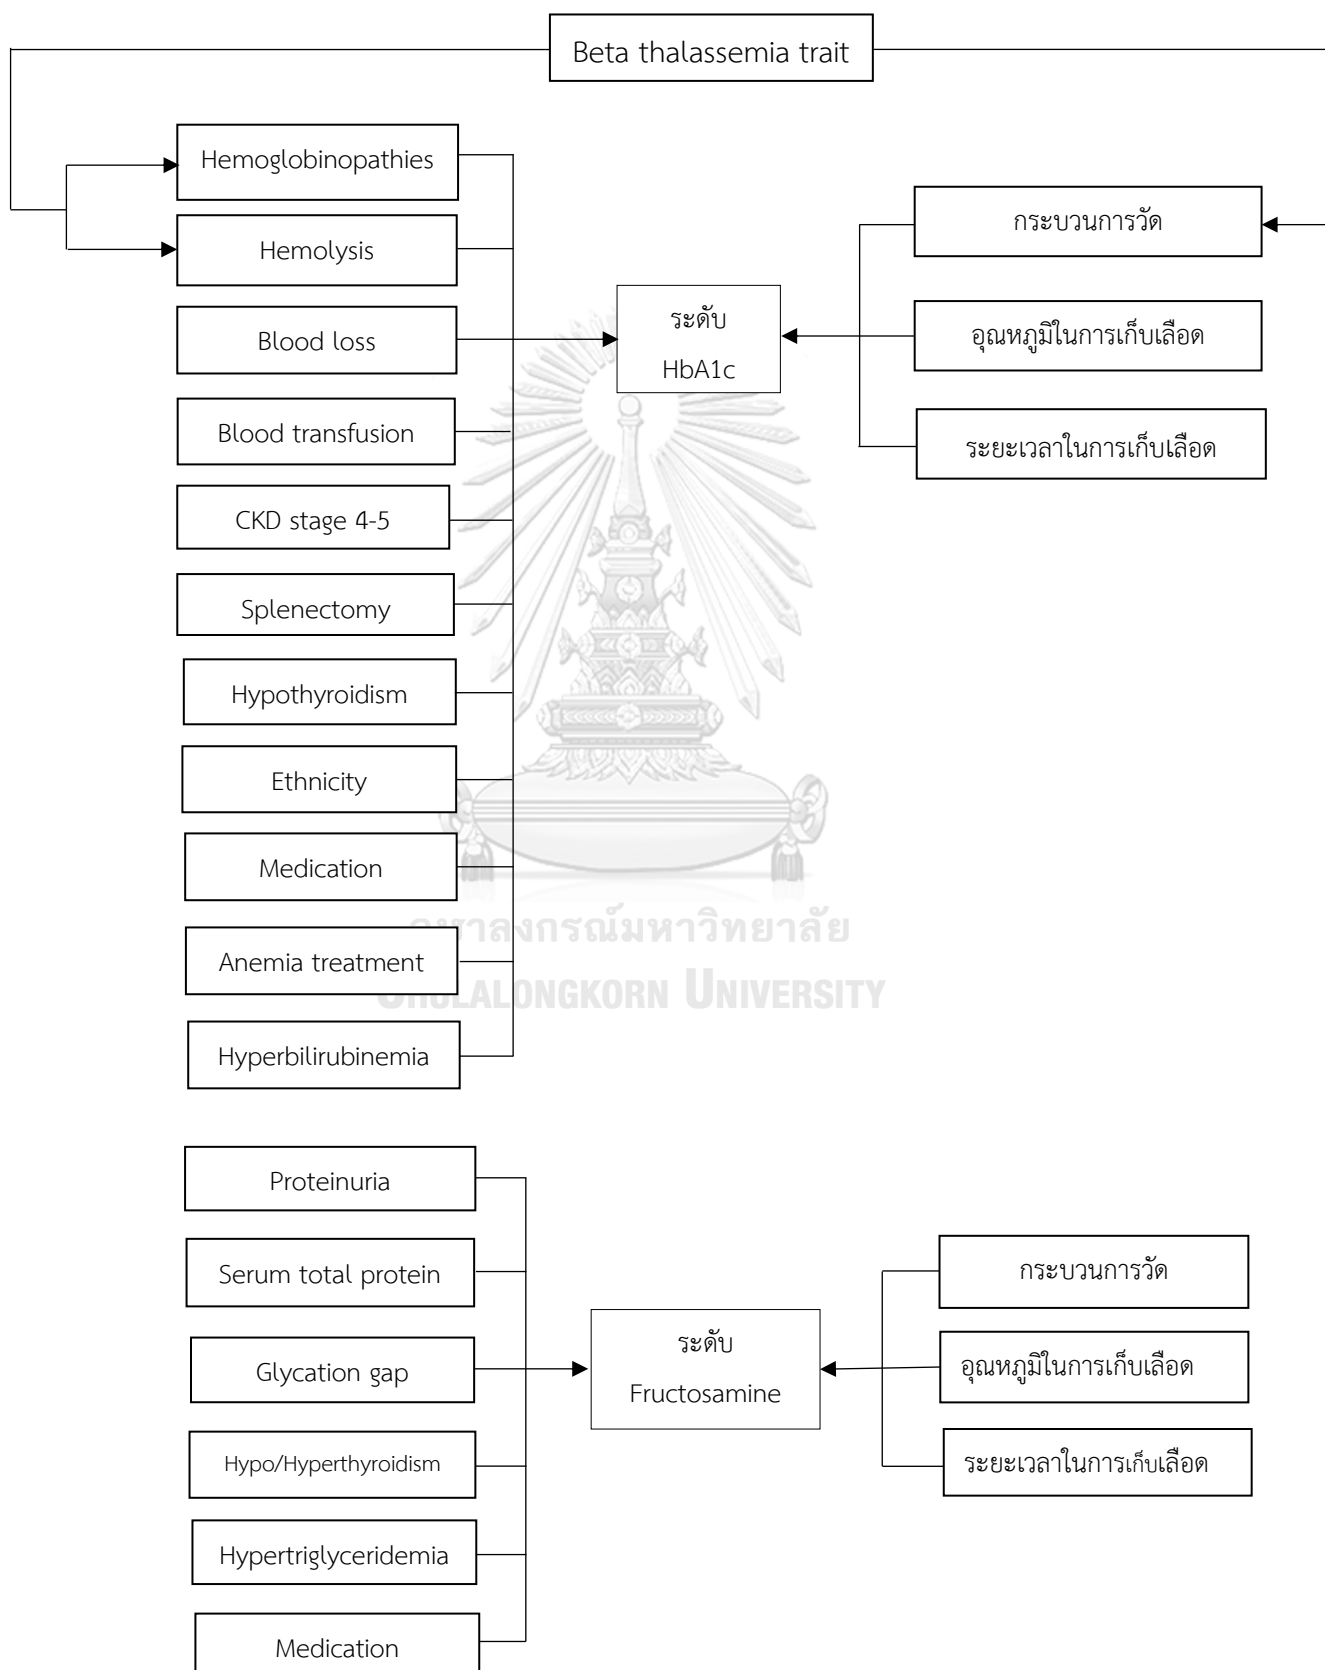 Beta thalassemia trait
Hemoglobinopathies
Hemolysis
Blood loss
Blood transfusion
CKD stage 4-5
Splenectomy
Hypothyroidism
Ethnicity
Medication
Anemia treatment
Hyperbilirubinemia
ระดับ
HbA1c
กระบวนการวัด
อุณหภูมิในการเก็บเลือด
ระยะเวลาในการเก็บเลือด
จุฬาลงกรณ์มหาวิทยาลัย
CHULALONGKORN UNIVERSITY
Proteinuria
Serum total protein
Glycation gap
Hypo/Hyperthyroidism
Hypertriglyceridemia
Medication
ระดับ
Fructosamine
กระบวนการวัด
อุณหภูมิในการเก็บเลือด
ระยะเวลาในการเก็บเลือด